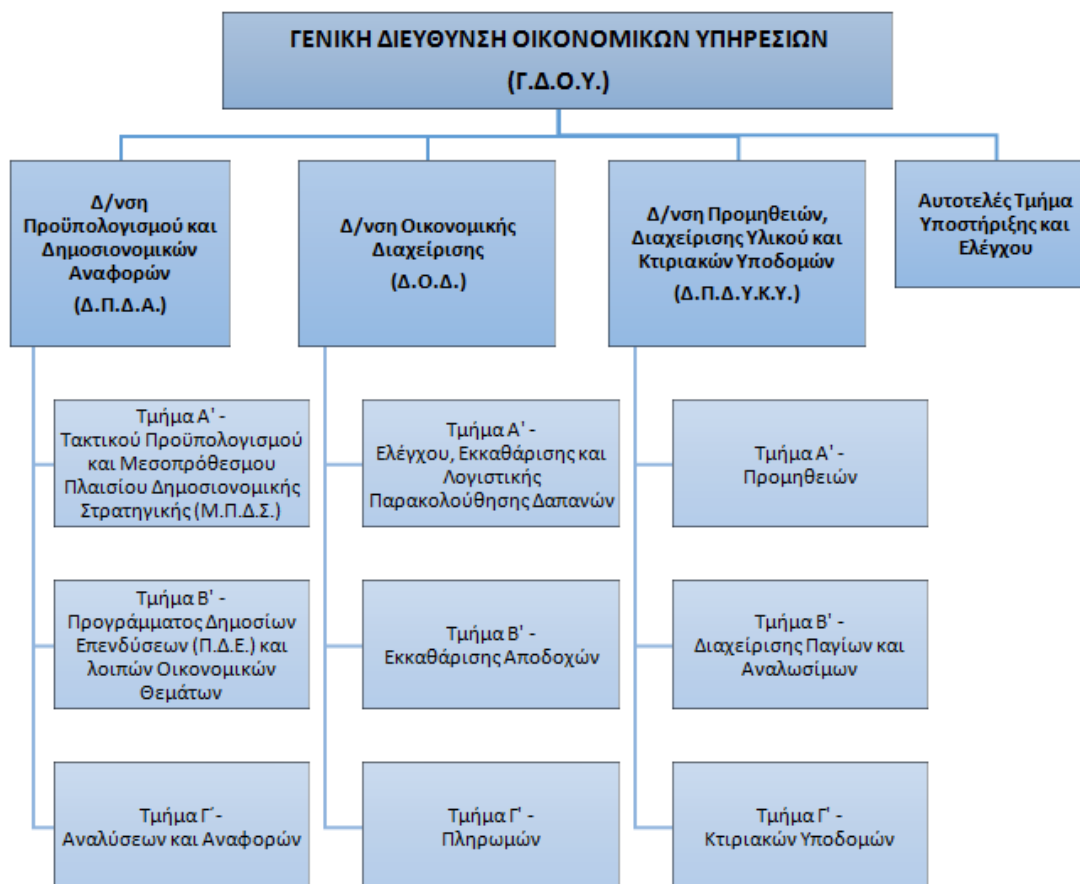 ΓΕΝΙΚΗ ΔΙΕΥΘΥΝΣΗ ΟΙΚΟΝΟΜΙΚΩΝ ΥΠΗΡΕΣΙΩΝ
(Γ.Δ.Ο.Υ.)
Δ/νση
Προϋπολογισμού και
Δημοσιονομικών
Αναφορών
(Δ.Π.Δ.Α.)
Δ/νση Οικονομικής
Διαχείρισης
(Δ.Ο.Δ.)
Δ/νση Προμηθειών,
Διαχείρισης Υλικού και
Κτιριακών Υποδομών
(Δ.Π.Δ.Υ.Κ.Υ.)
Αυτοτελές Τμήμα
Υποστήριξης και
Ελέγχου
Τμήμα Α' -
Τακτικού Προϋπολογισμού
και Μεσοπρόθεσμου
Πλαισίου Δημοσιονομικής
Στρατηγικής (Μ.Π.Δ.Σ.)
Τμήμα Β' -
Προγράμματος Δημοσίων
Επενδύσεων (Π.Δ.Ε.) και
λοιπών Οικονομικών
Θεμάτων
Τμήμα Γ΄-
Αναλύσεων και Αναφορών
Τμήμα Α' -
Ελέγχου, Εκκαθάρισης και
Λογιστικής
Παρακολούθησης Δαπανών
Τμήμα Β' -
Εκκαθάρισης Αποδοχών
Τμήμα Γ' -
Πληρωμών
Τμήμα Α' -
Προμηθειών
Τμήμα Β' -
Διαχείρισης Παγίων και
Αναλωσίμων
Τμήμα Γ' -
Κτιριακών Υποδομών